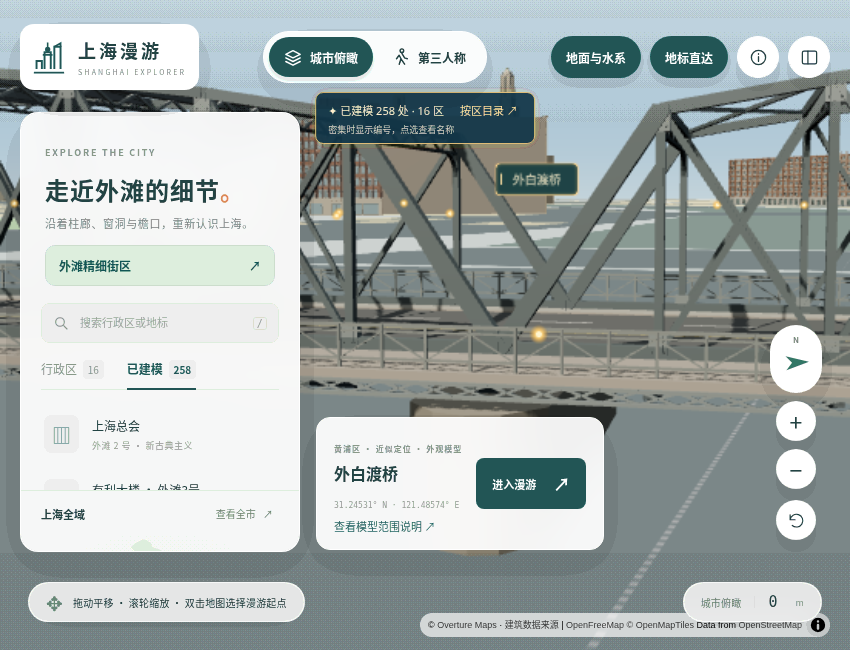 上海漫游
SHANGHAI EXPLORER
城市俯瞰
第三人称
地面与水系
地标直达
✦ 已建模 258 处 · 16 区 按区目录 ↗
密集时显示编号，点选查看名称
外白渡桥
EXPLORE THE CITY
走近外滩的细节。
沿着柱廊、窗洞与檐口，重新认识上海。
外滩精细街区 ↗
搜索行政区或地标 /
行政区 16 已建模 258
上海总会
外滩 2 号 · 新古典主义
有利大楼 · 外滩3号
上海全域 查看全市 ↗
黄浦区 · 近似定位 · 外观模型
外白渡桥
31.24531° N · 121.48574° E
查看模型范围说明 ↗
进入漫游 ↗
N
+
−
拖动平移 · 滚轮缩放 · 双击地图选择漫游起点
城市俯瞰 0 m
© Overture Maps · 建筑数据来源 | OpenFreeMap © OpenMapTiles Data from OpenStreetMap